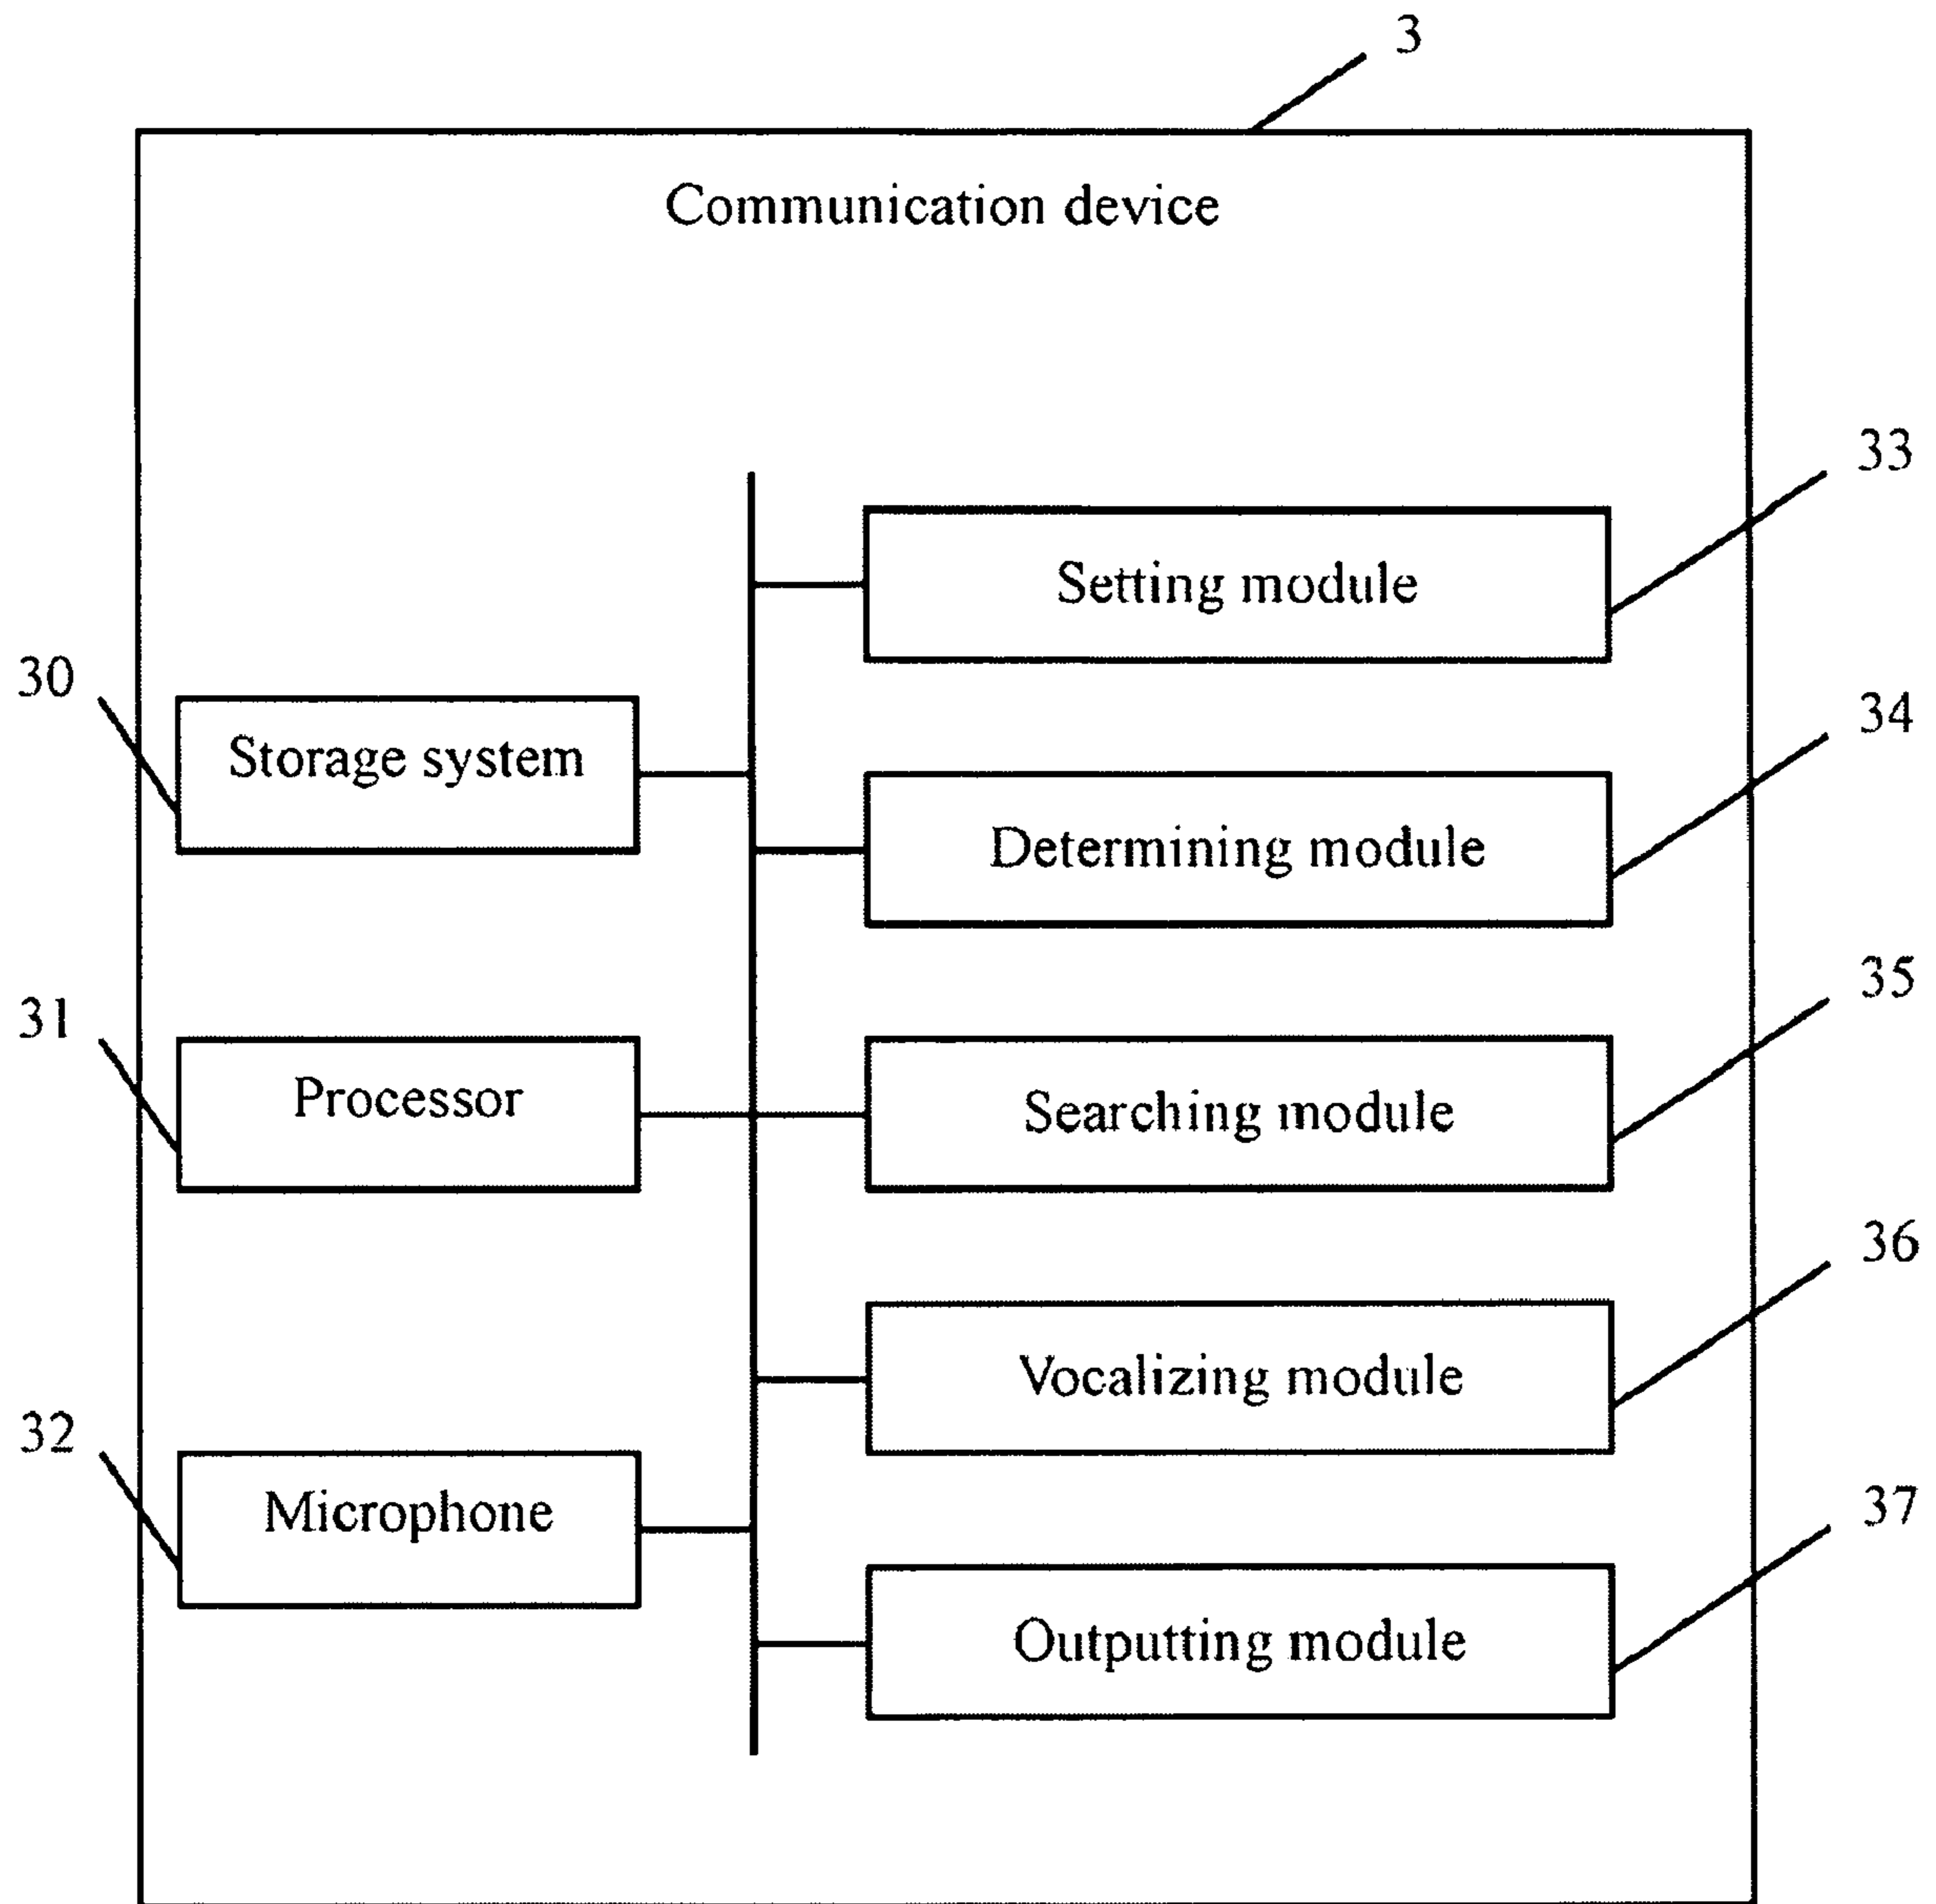 3
Communication device
33
Setting module
30
Storage system
34
Determining module
35
31
Processor
Searching module
36
Vocalizing module
32
Microphone
37
Outputting module